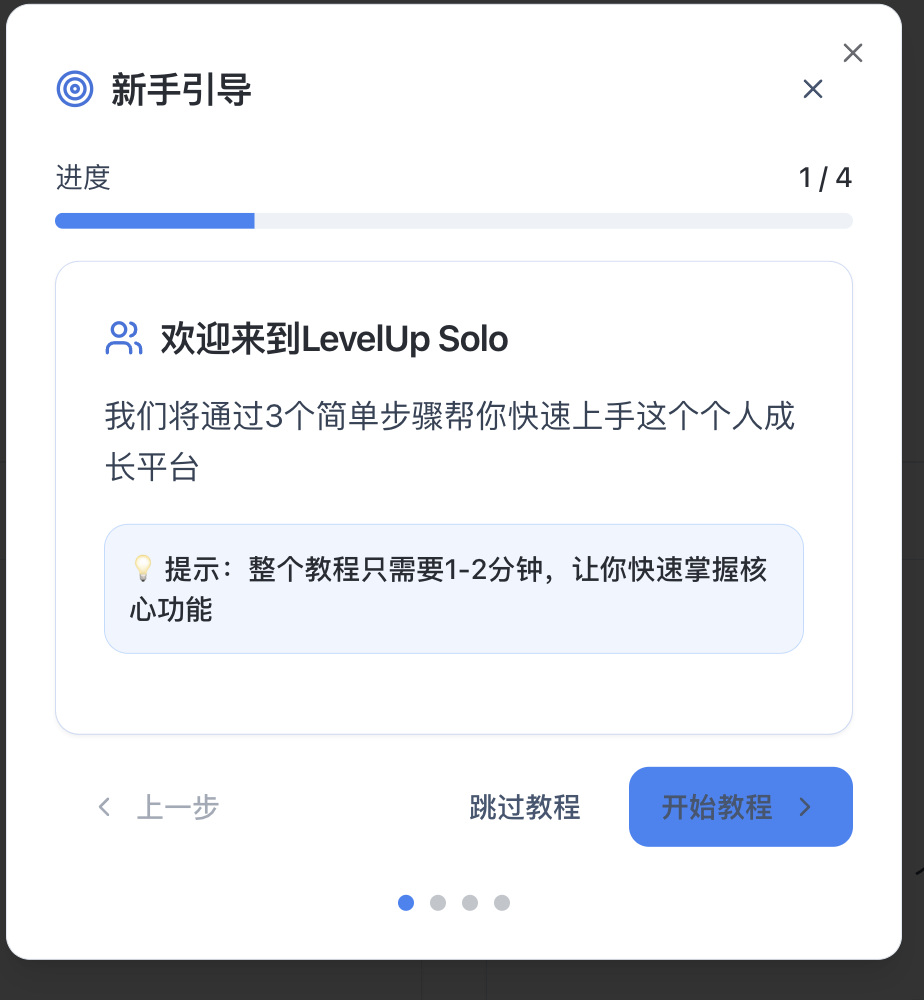 新手引导
进度
1 / 4
欢迎来到LevelUp Solo
我们将通过3个简单步骤帮你快速上手这个个人成
长平台
💡 提示：整个教程只需要1-2分钟，让你快速掌握核
心功能
上一步
跳过教程
开始教程